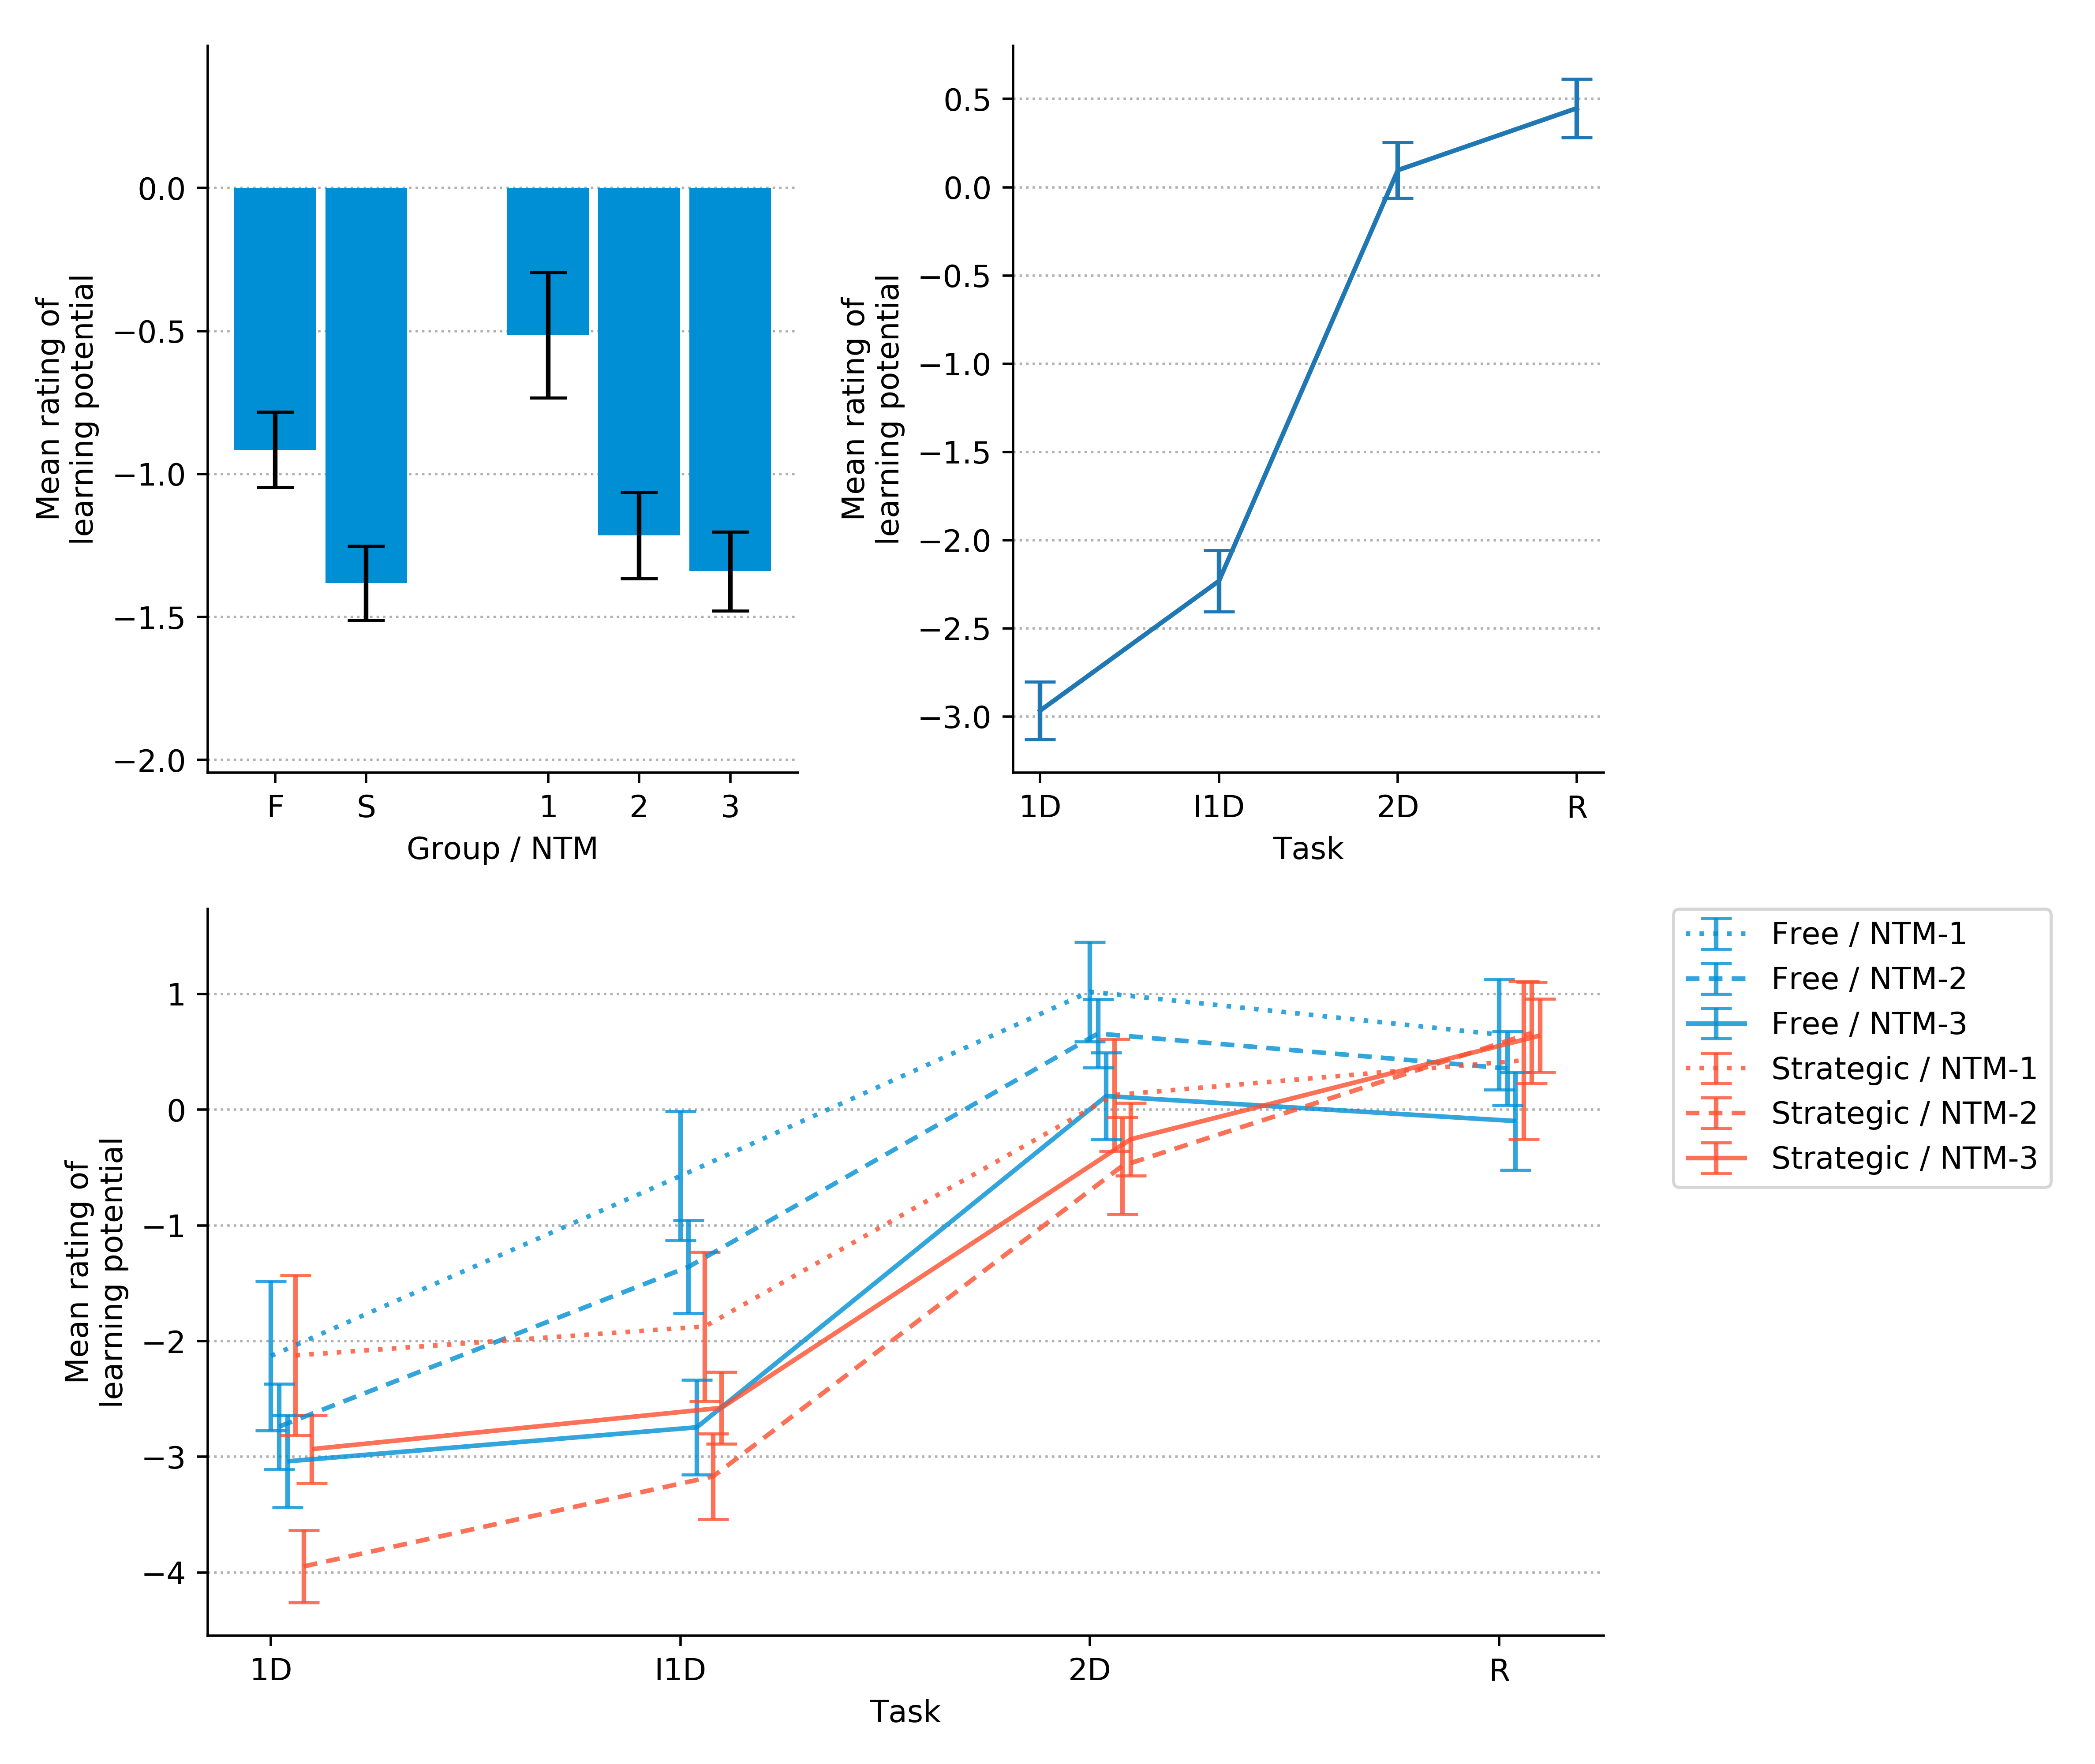 0.0
−0.5
−1.0
−1.5
−2.0
Mean rating of
learning potential
F S 1 2 3
Group / NTM
0.5
0.0
−0.5
−1.0
−1.5
−2.0
−2.5
−3.0
Mean rating of
learning potential
1D I1D 2D R
Task
1
0
−1
−2
−3
−4
Mean rating of
learning potential
1D I1D 2D R
Task
Free / NTM-1
Free / NTM-2
Free / NTM-3
Strategic / NTM-1
Strategic / NTM-2
Strategic / NTM-3